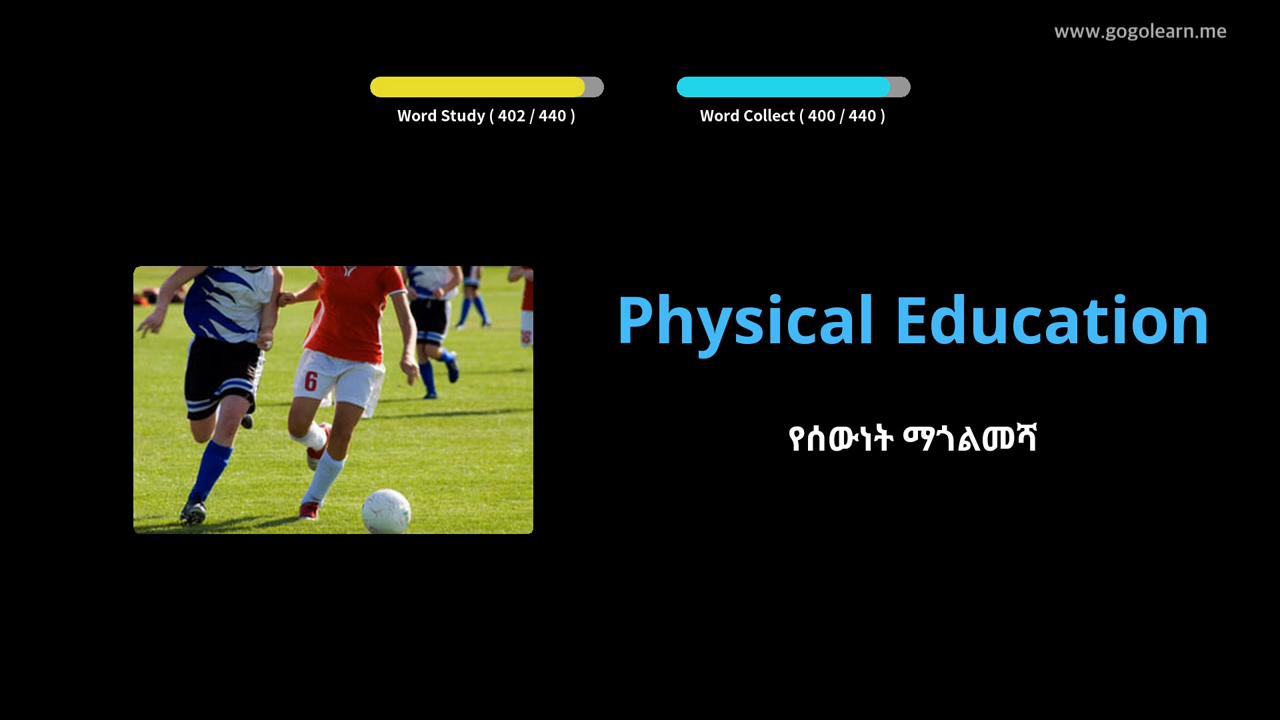 www.gogolearn.me
Word Study ( 402 / 440 )
Word Collect ( 400 / 440 )
Physical Education
የሰውነት ማጎልመሻ
6